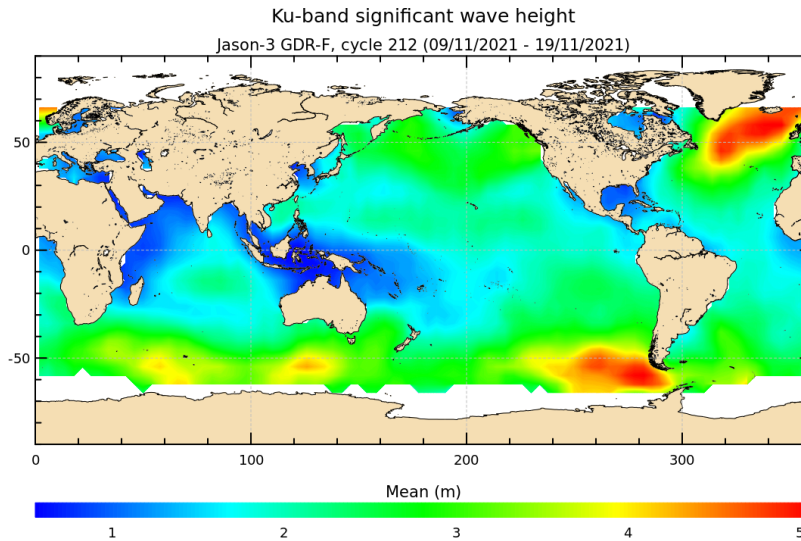 Ku-band significant wave height
Jason-3 GDR-F, cycle 212 (09/11/2021 - 19/11/2021)
50
0
-50
0 100 200 300
Mean (m)
1 2 3 4 5